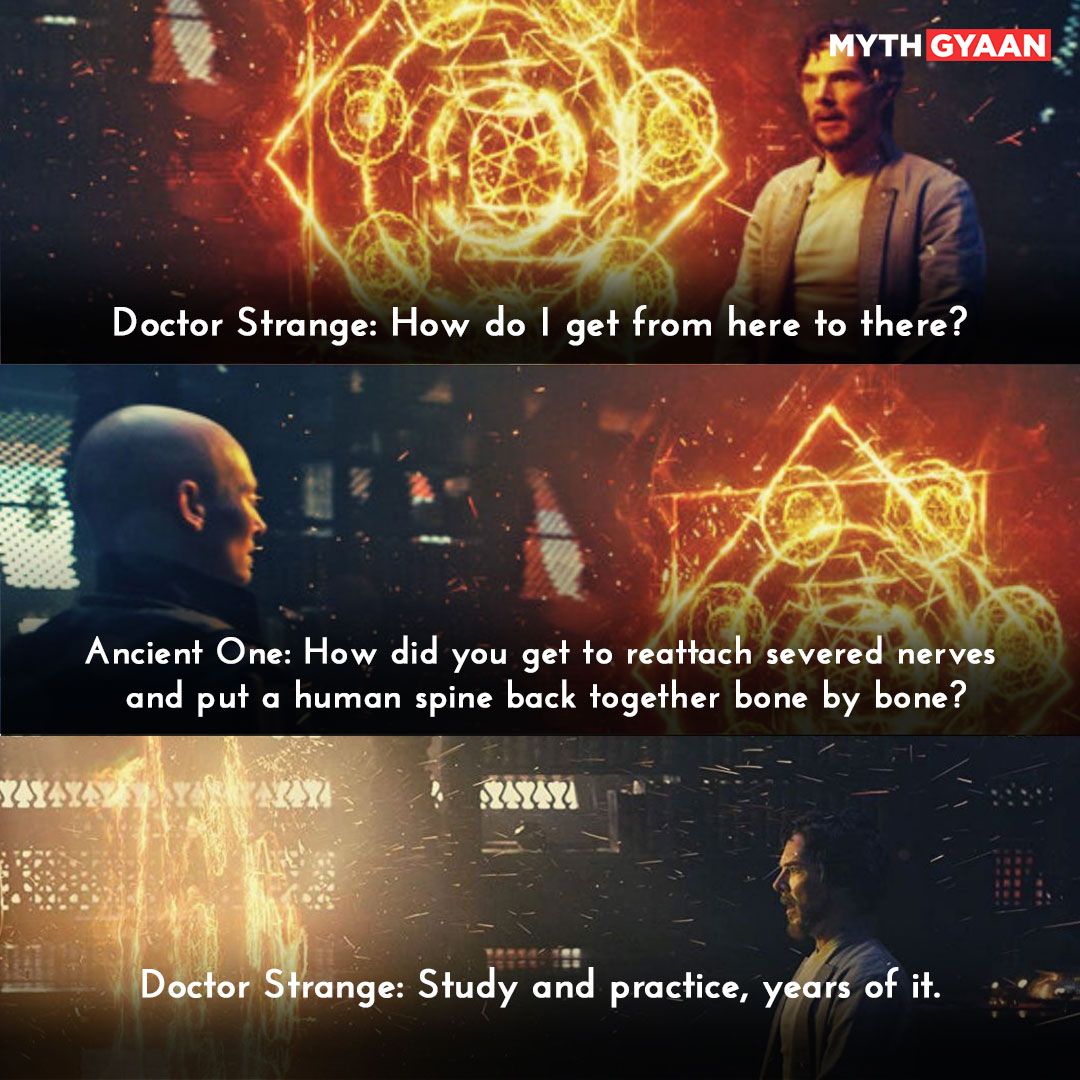 MYTH GYAAN
Doctor Strange: How do I get from here to there?
Ancient One: How did you get to reattach severed nerves
and put a human spine back together bone by bone?
Doctor Strange: Study and practice, years of it.